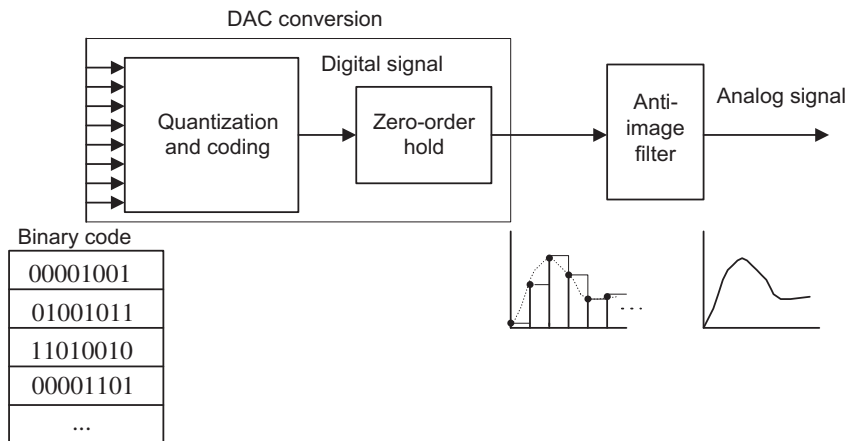 DAC conversion
Digital signal
Quantization
and coding
Zero-order
hold
Anti-
image
filter
Analog signal
Binary code
00001001
01001011
11010010
00001101
...
. . .